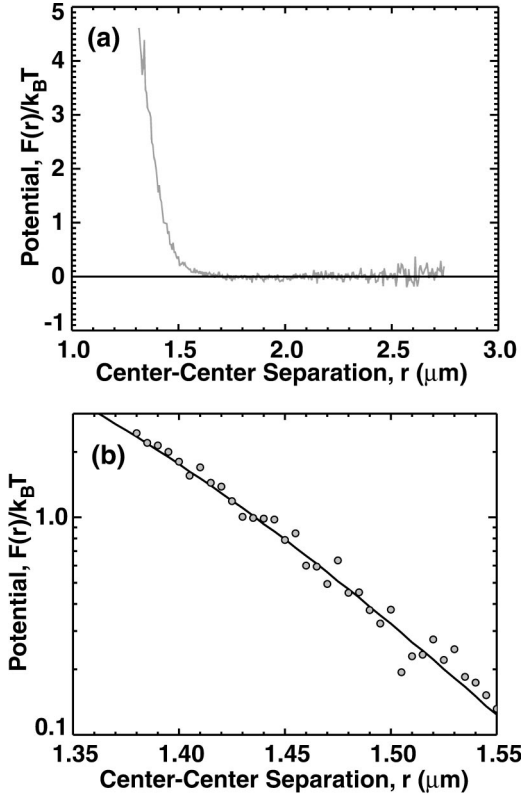 (a)
Potential, F(r)/k_BT
5
4
3
2
1
0
-1
1.0 1.5 2.0 2.5 3.0
Center-Center Separation, r (μm)
(b)
Potential, F(r)/k_BT
1.0
0.1
1.35 1.40 1.45 1.50 1.55
Center-Center Separation, r (μm)